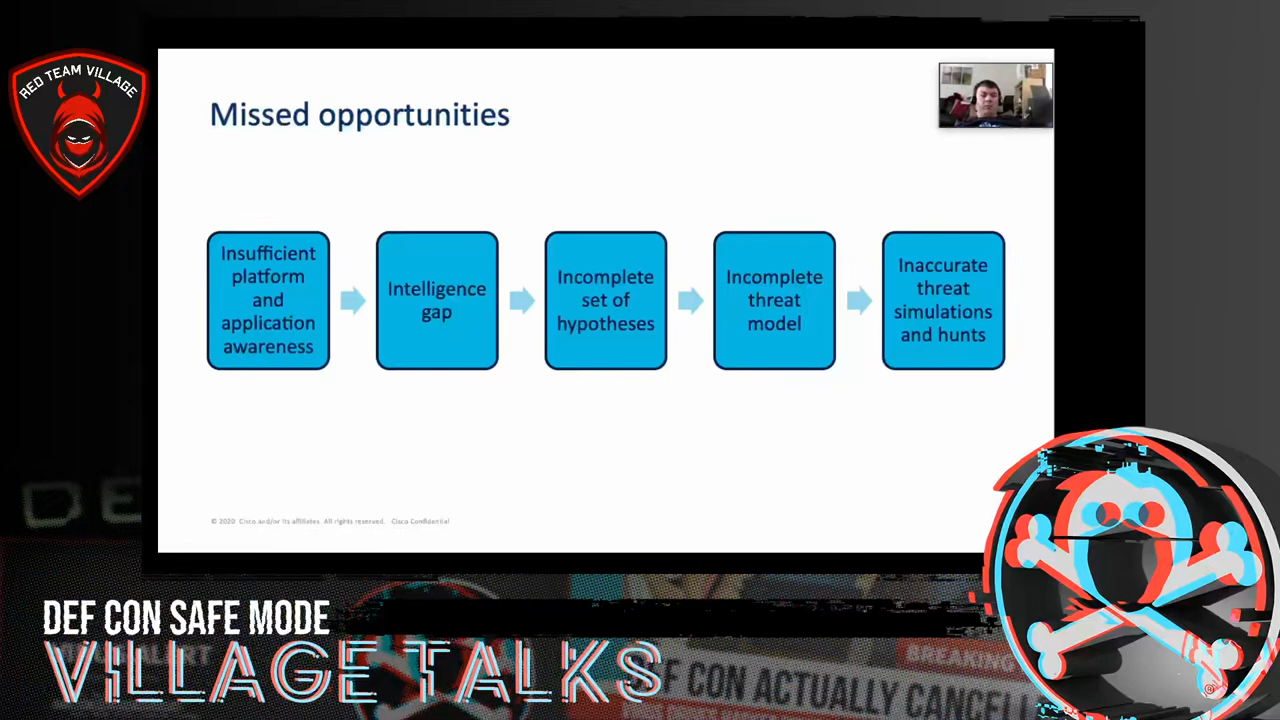 RED TEAM VILLAGE
Missed opportunities
Insufficient
platform
and
application
awareness
Intelligence
gap
Incomplete
set of
hypotheses
Incomplete
threat
model
Inaccurate
threat
simulations
and hunts
© 2020 Cisco and/or its affiliates. All rights reserved. Cisco Confidential
DE
DEF CON SAFE MODE
VILLAGE TALKS
BREAKING
DEF CON ACTUALLY CANCELL